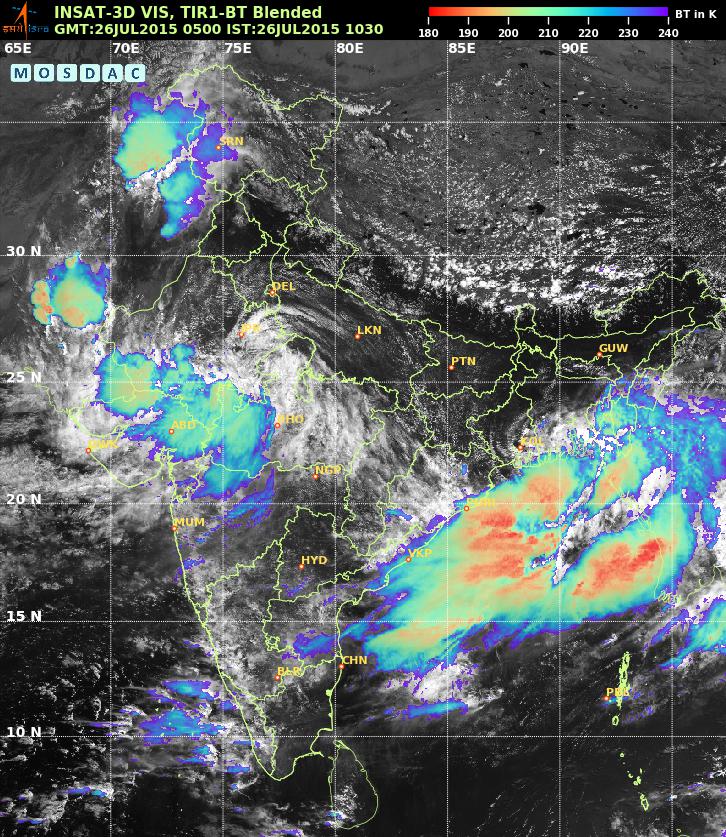 INSAT-3D VIS, TIR1-BT Blended
GMT:26JUL2015 0500 IST:26JUL2015 1030
BT in K
180 190 200 210 220 230 240
65E 70E 75E 80E 85E 90E
MOSDAC
SRN
30 N
DEL
LKN
GUW
PTN
25 N
BHO
ABD
KOL
NGP
20 N
MUM
VKP
HYD
15 N
CHN
BLR
10 N